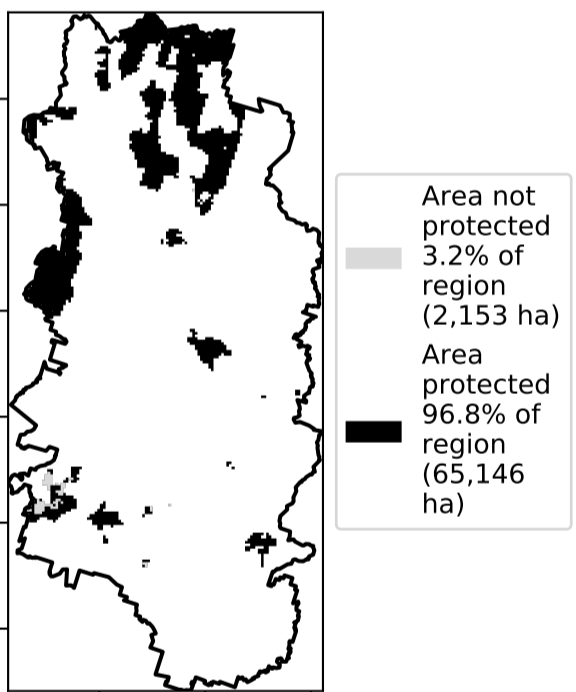 Area not
protected
3.2% of
region
(2,153 ha)
Area
protected
96.8% of
region
(65,146
ha)